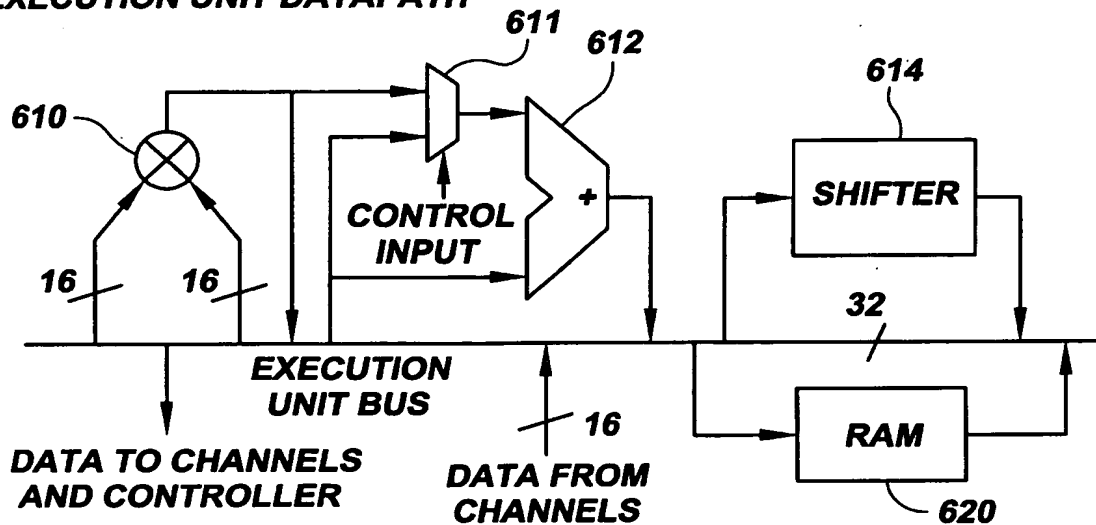 EXECUTION UNIT DATAPATH
611
612
614
610
SHIFTER
+
CONTROL
INPUT
16
16
32
EXECUTION
UNIT BUS
16
RAM
DATA TO CHANNELS
AND CONTROLLER
DATA FROM
CHANNELS
620